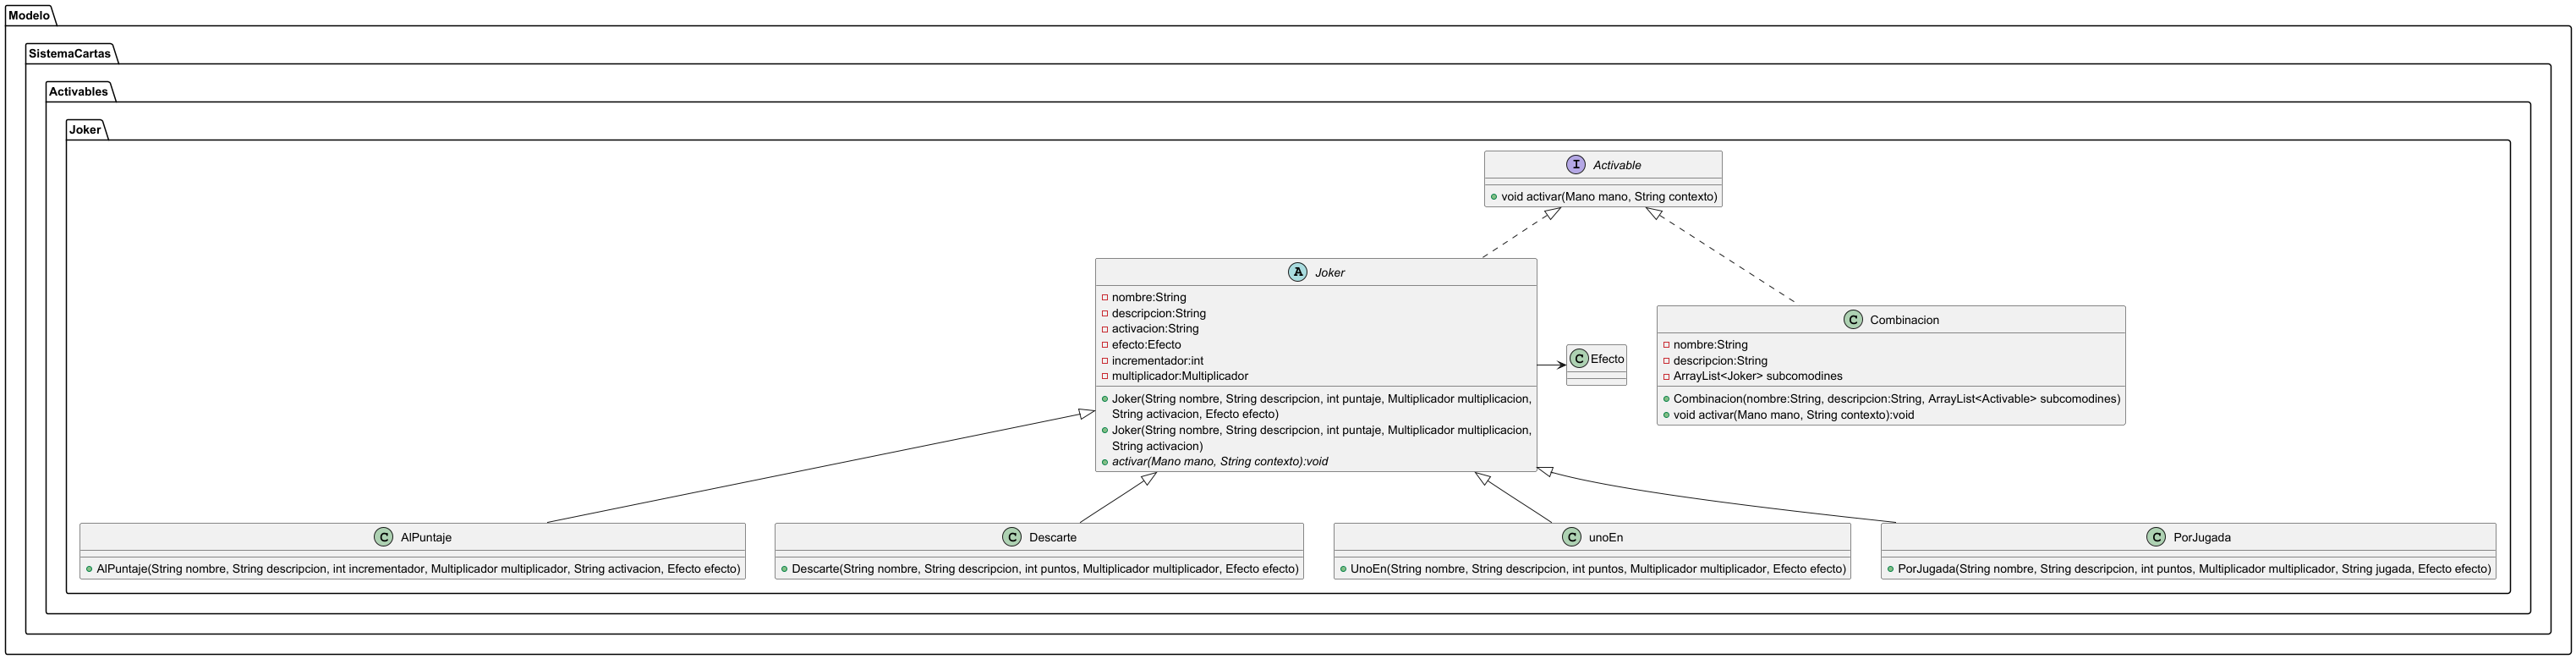 Modelo
SistemaCartas
Activables
Joker
I Activable
void activar(Mano mano, String contexto)
A Joker
nombre:String
descripcion:String
activacion:String
efecto:Efecto
incrementador:int
multiplicador:Multiplicador
Joker(String nombre, String descripcion, int puntaje, Multiplicador multiplicacion,
String activacion, Efecto efecto)
Joker(String nombre, String descripcion, int puntaje, Multiplicador multiplicacion,
String activacion)
activar(Mano mano, String contexto):void
C Efecto
C Combinacion
nombre:String
descripcion:String
ArrayList<Joker> subcomodines
Combinacion(nombre:String, descripcion:String, ArrayList<Activable> subcomodines)
void activar(Mano mano, String contexto):void
C AlPuntaje
AlPuntaje(String nombre, String descripcion, int incrementador, Multiplicador multiplicador, String activacion, Efecto efecto)
C Descarte
Descarte(String nombre, String descripcion, int puntos, Multiplicador multiplicador, Efecto efecto)
C unoEn
UnoEn(String nombre, String descripcion, int puntos, Multiplicador multiplicador, Efecto efecto)
C PorJugada
PorJugada(String nombre, String descripcion, int puntos, Multiplicador multiplicador, String jugada, Efecto efecto)